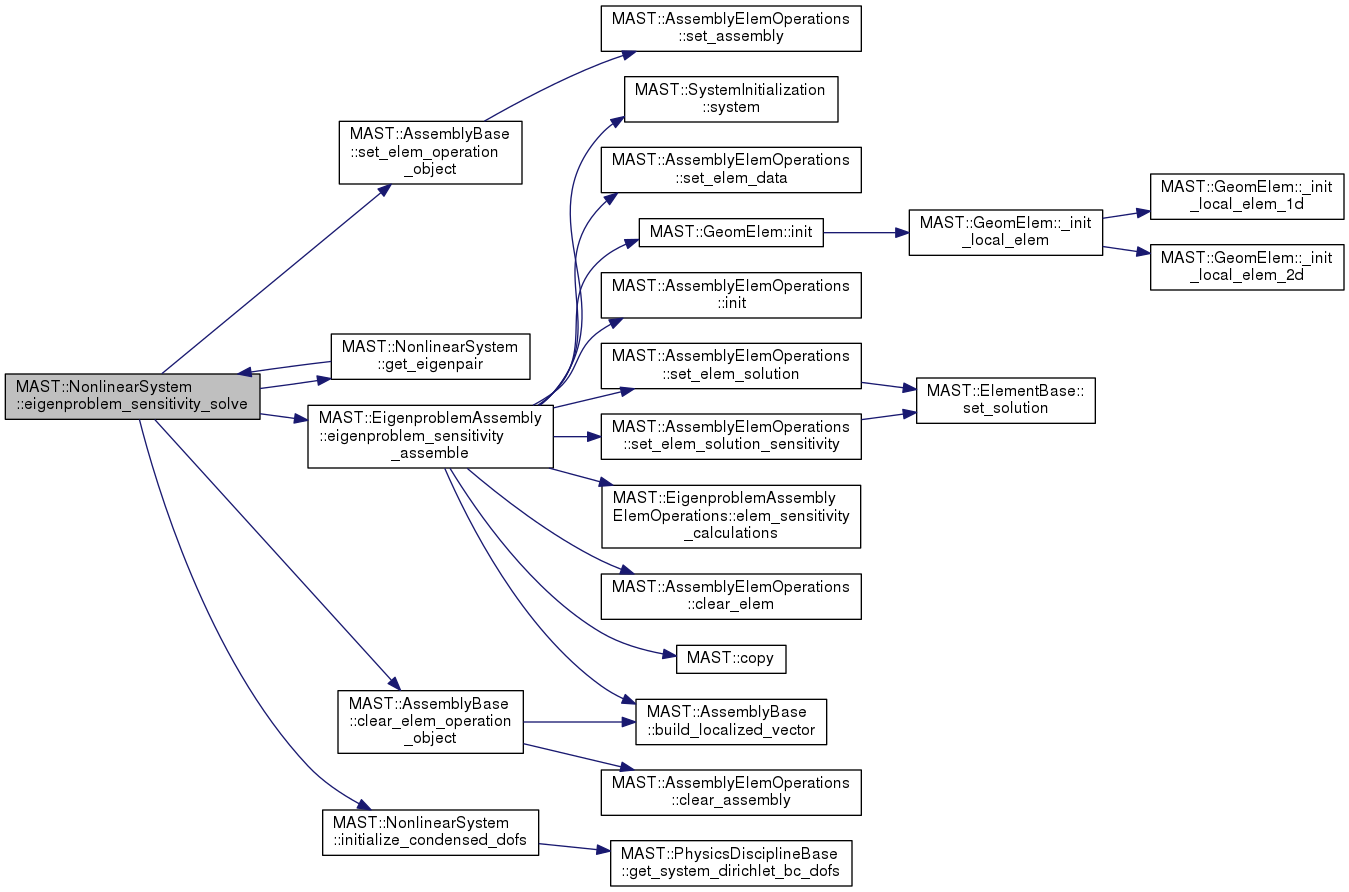 MAST::NonlinearSystem
::eigenproblem_sensitivity_solve
MAST::AssemblyBase
::set_elem_operation
_object
MAST::AssemblyElemOperations
::set_assembly
MAST::NonlinearSystem
::get_eigenpair
MAST::EigenproblemAssembly
::eigenproblem_sensitivity
_assemble
MAST::SystemInitialization
::system
MAST::AssemblyElemOperations
::set_elem_data
MAST::GeomElem::init
MAST::GeomElem::_init
_local_elem
MAST::GeomElem::_init
_local_elem_1d
MAST::GeomElem::_init
_local_elem_2d
MAST::AssemblyElemOperations
::init
MAST::AssemblyElemOperations
::set_elem_solution
MAST::ElementBase::
set_solution
MAST::AssemblyElemOperations
::set_elem_solution_sensitivity
MAST::EigenproblemAssembly
ElemOperations::elem_sensitivity
_calculations
MAST::AssemblyElemOperations
::clear_elem
MAST::copy
MAST::AssemblyBase
::build_localized_vector
MAST::AssemblyBase
::clear_elem_operation
_object
MAST::AssemblyElemOperations
::clear_assembly
MAST::NonlinearSystem
::initialize_condensed_dofs
MAST::PhysicsDisciplineBase
::get_system_dirichlet_bc_dofs